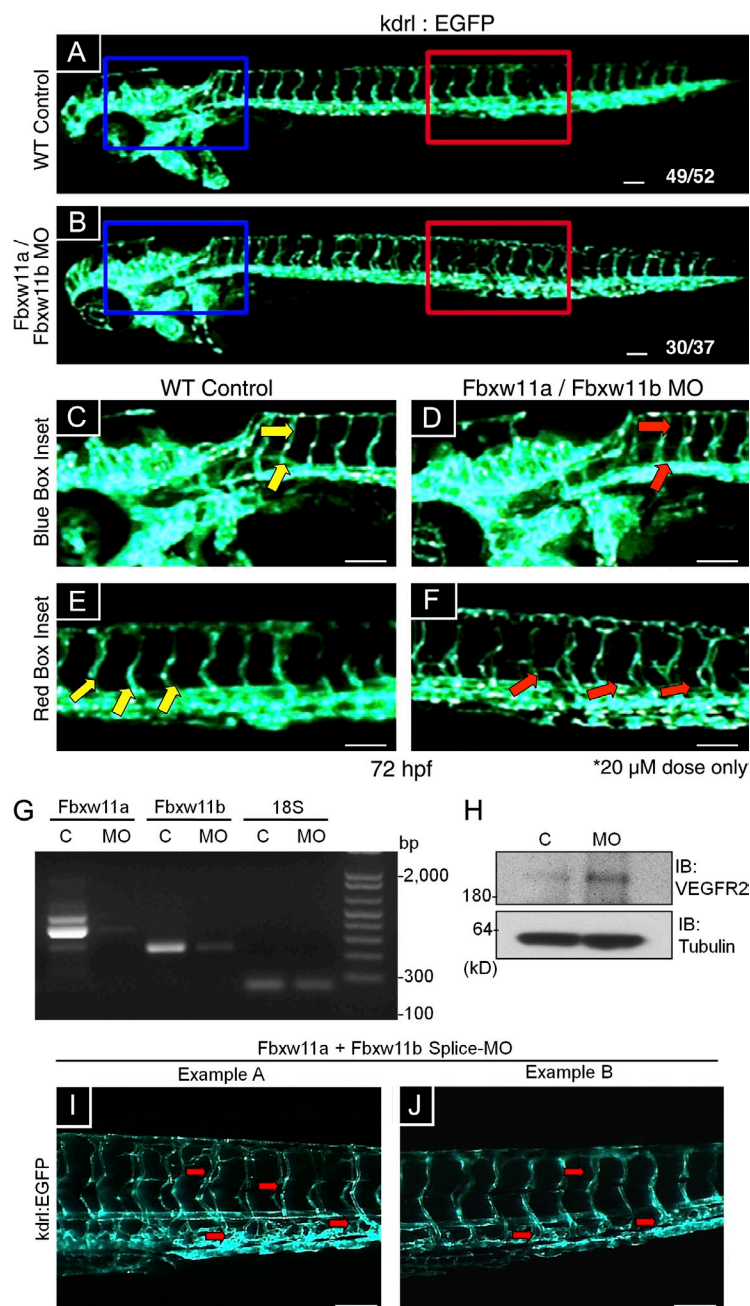 kdrl : EGFP
A
WT Control
49/52
B
Fbxw11a /
Fbxw11b MO
30/37
WT Control
Fbxw11a / Fbxw11b MO
C
D
Blue Box Inset
E
F
Red Box Inset
72 hpf
*20 µM dose only
G
Fbxw11a Fbxw11b 18S
C MO C MO C MO
bp
-2,000
-300
-100
H
C MO
IB:
VEGFR2
180-
64-
IB:
Tubulin
(kD)
Fbxw11a + Fbxw11b Splice-MO
Example A
Example B
I
J
kdrl:EGFP